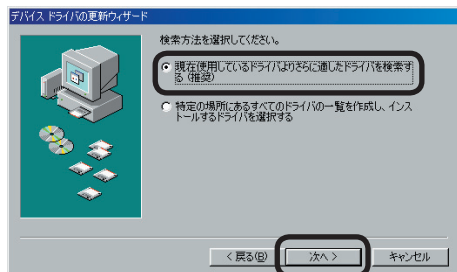 デバイス ドライバの更新ウィザード
検索方法を選択してください。
現在使用しているドライバよりさらに適したドライバを検索す
る (推奨)
特定の場所にあるすべてのドライバの一覧を作成し、インス
トールするドライバを選択する
< 戻る(B)
次へ >
キャンセル